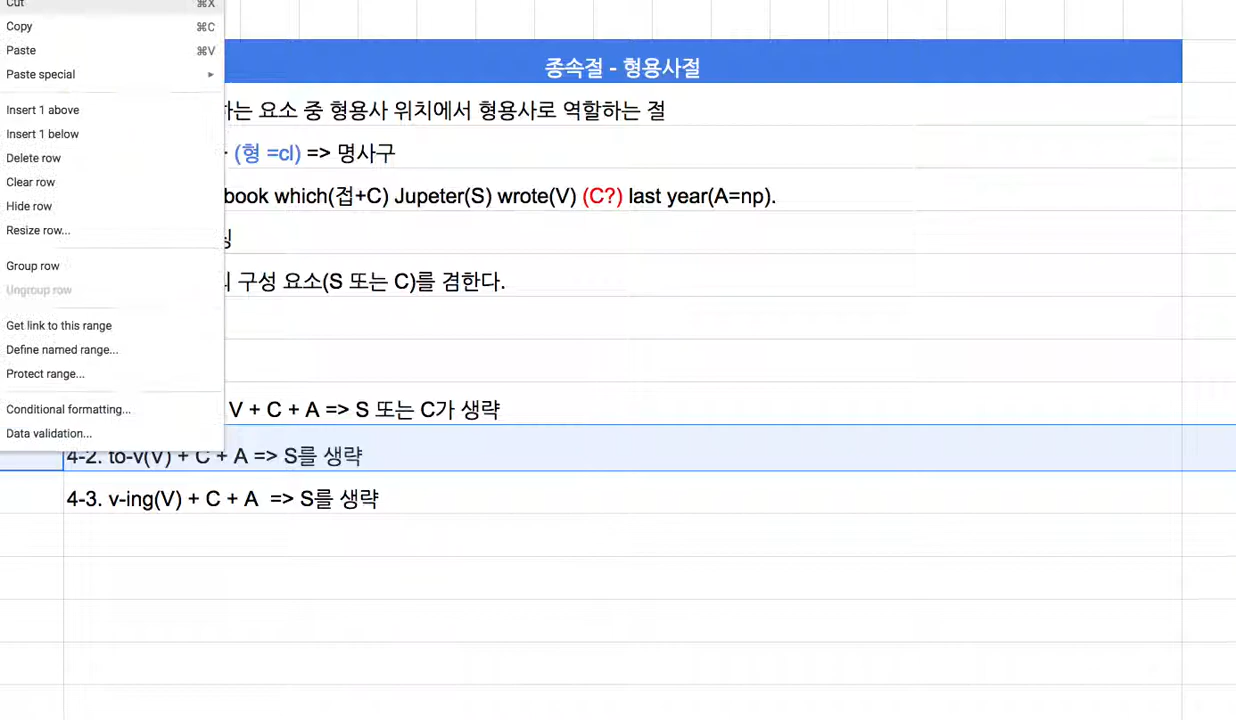 Cut ⌘X
Copy ⌘C
Paste ⌘V
Paste special ►
Insert 1 above
Insert 1 below
Delete row
Clear row
Hide row
Resize row...
Group row
Ungroup row
Get link to this range
Define named range...
Protect range...
Conditional formatting...
Data validation...
종속절 - 형용사절
하는 요소 중 형용사 위치에서 형용사로 역할하는 절
(형 =cl) => 명사구
book which(접+C) Jupeter(S) wrote(V) (C?) last year(A=np).
구성 요소(S 또는 C)를 겸한다.
V + C + A => S 또는 C가 생략
4-2. to-v(V) + C + A => S를 생략
4-3. v-ing(V) + C + A => S를 생략